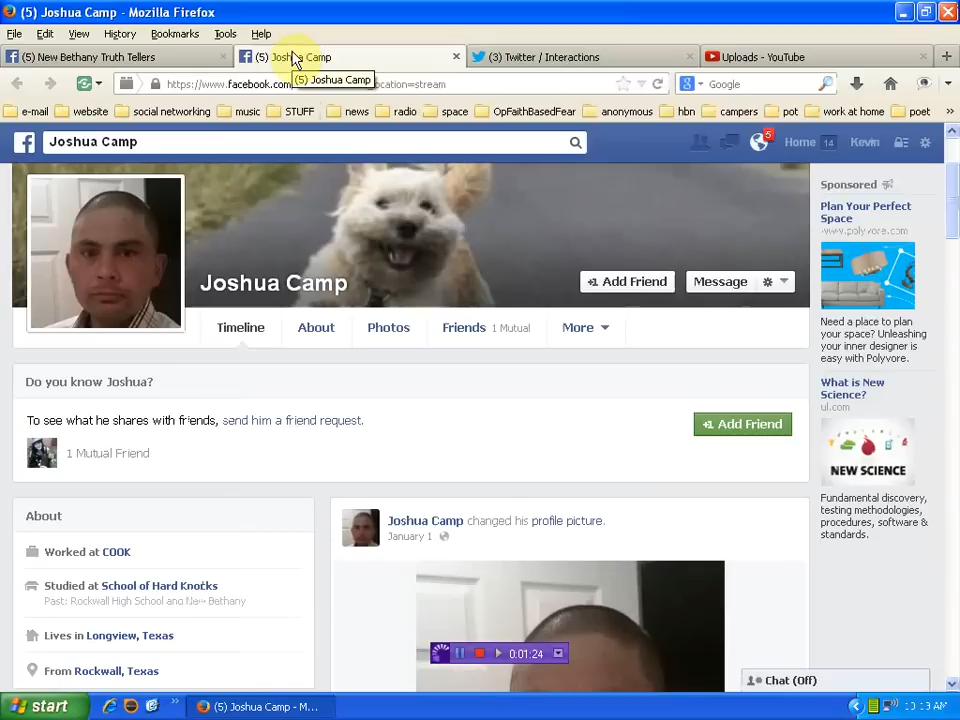 (5) Joshua Camp - Mozilla Firefox
File Edit View History Bookmarks Tools Help
(5) New Bethany Truth Tellers
(5) Joshua Camp
(3) Twitter / Interactions
Uploads - YouTube
https://www.facebook.com
ocation=stream
Google
(5) Joshua Camp
e-mail website social networking music STUFF news radio space OpFaithBasedFear anonymous hbn campers pot work at home poet
Joshua Camp
5
Home 14 Kevin
Joshua Camp
+1 Add Friend
Message
Timeline About Photos Friends 1 Mutual More
Do you know Joshua?
To see what he shares with friends, send him a friend request.
+1 Add Friend
1 Mutual Friend
About
Worked at COOK
Studied at School of Hard Knocks
Past: Rockwall High School and New Bethany
Lives in Longview, Texas
From Rockwall, Texas
Joshua Camp changed his profile picture.
January 1
0:01:24
Sponsored
Plan Your Perfect
Space
www.polyvore.com
Need a place to plan
your space? Unleashing
your inner designer is
easy with Polyvore.
What is New
Science?
ul.com
NEW SCIENCE
Fundamental discovery,
testing methodologies,
procedures, software &
standards.
Chat (Off)
start
(5) Joshua Camp - M...
10:13 AM